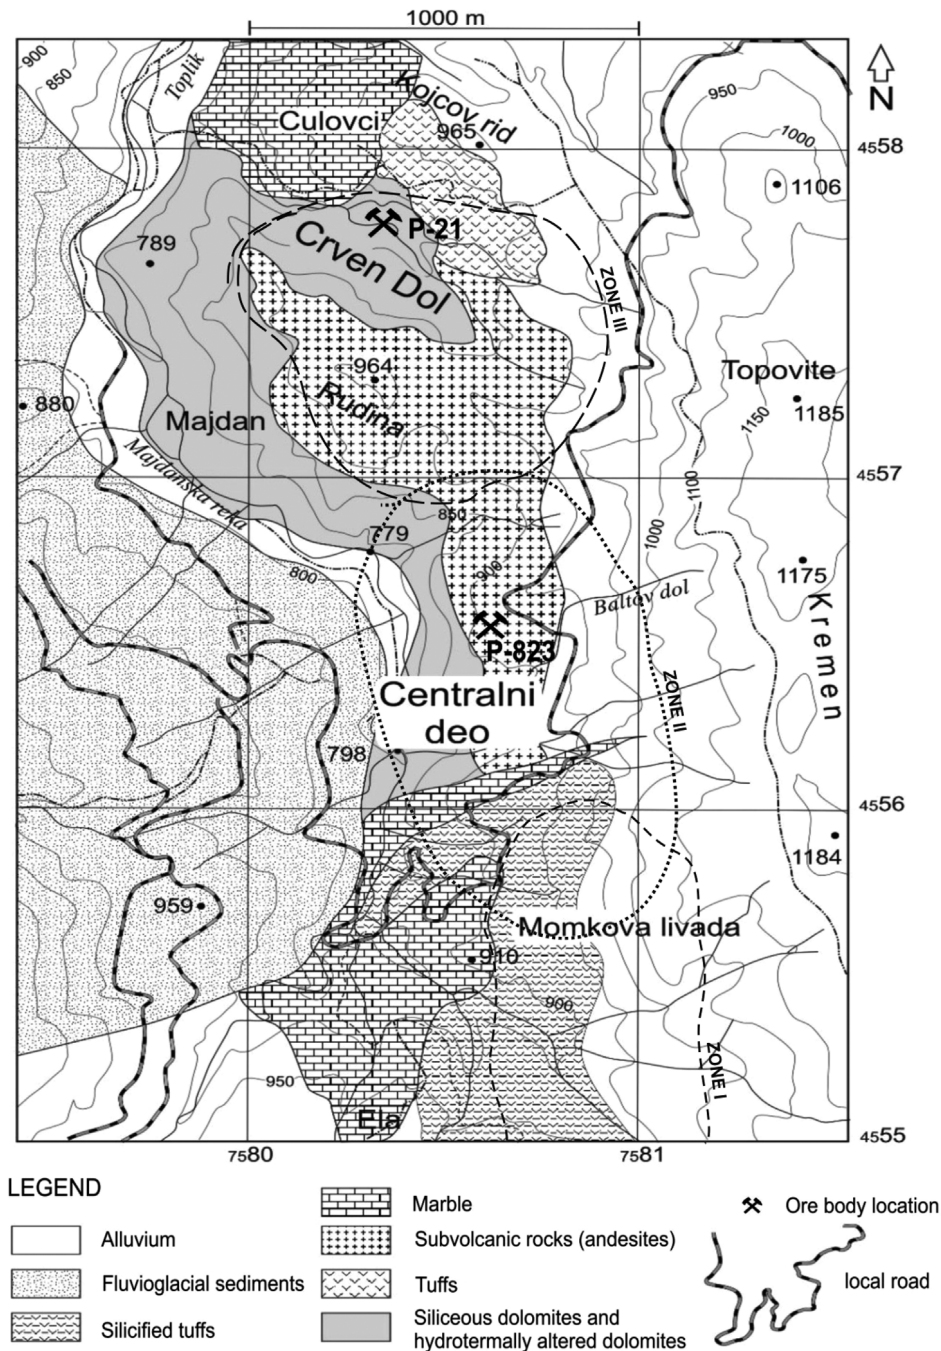 1000 m
900
850
Toplik
Kojcov rid
Culovci
965
950
1000
N
4558
1106
789
P-21
Crven Dol
ZONE III
964
Rudina
Topovite
880
Majdan
1150
1185
Majdanska reka
4557
1100
850
779
1000
800
900
1175
Baltov dol
P-823
Kremen
Centralni
deo
ZONE II
798
4556
1184
959
Momkova livada
910
900
950
ZONE I
Ela
4555
7580
7581
LEGEND
Alluvium
Fluvioglacial sediments
Silicified tuffs
Marble
Subvolcanic rocks (andesites)
Tuffs
Siliceous dolomites and
hydrotermally altered dolomites
Ore body location
local road